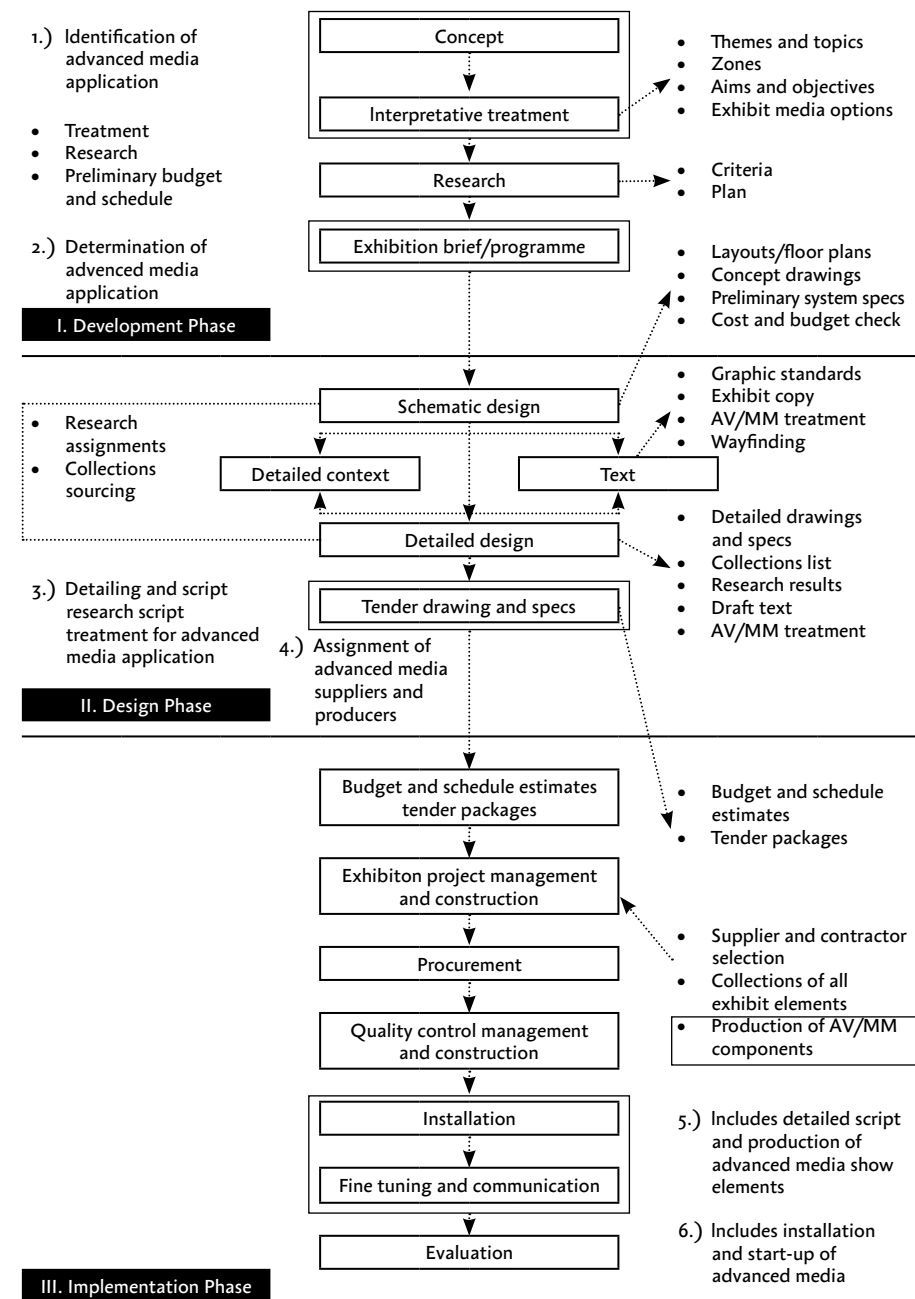 1.) Identification of
advanced media
application
• Treatment
• Research
• Preliminary budget
and schedule
2.) Determination of
advenced media
application
I. Development Phase
Concept
Interpretative treatment
Research
Exhibition brief/programme
• Themes and topics
• Zones
• Aims and objectives
• Exhibit media options
• Criteria
• Plan
• Layouts/floor plans
• Concept drawings
• Preliminary system specs
• Cost and budget check
Schematic design
• Graphic standards
• Exhibit copy
• AV/MM treatment
• Wayfinding
• Research
assignments
• Collections
sourcing
Detailed context
Text
Detailed design
• Detailed drawings
and specs
• Collections list
• Research results
• Draft text
• AV/MM treatment
3.) Detailing and script
research script
treatment for advanced
media application
Tender drawing and specs
4.) Assignment of
advanced media
suppliers and
producers
II. Design Phase
Budget and schedule estimates
tender packages
• Budget and schedule
estimates
• Tender packages
Exhibiton project management
and construction
• Supplier and contractor
selection
• Collections of all
exhibit elements
• Production of AV/MM
components
Procurement
Quality control management
and construction
Installation
Fine tuning and communication
Evaluation
5.) Includes detailed script
and production of
advanced media show
elements
6.) Includes installation
and start-up of
advanced media
III. Implementation Phase